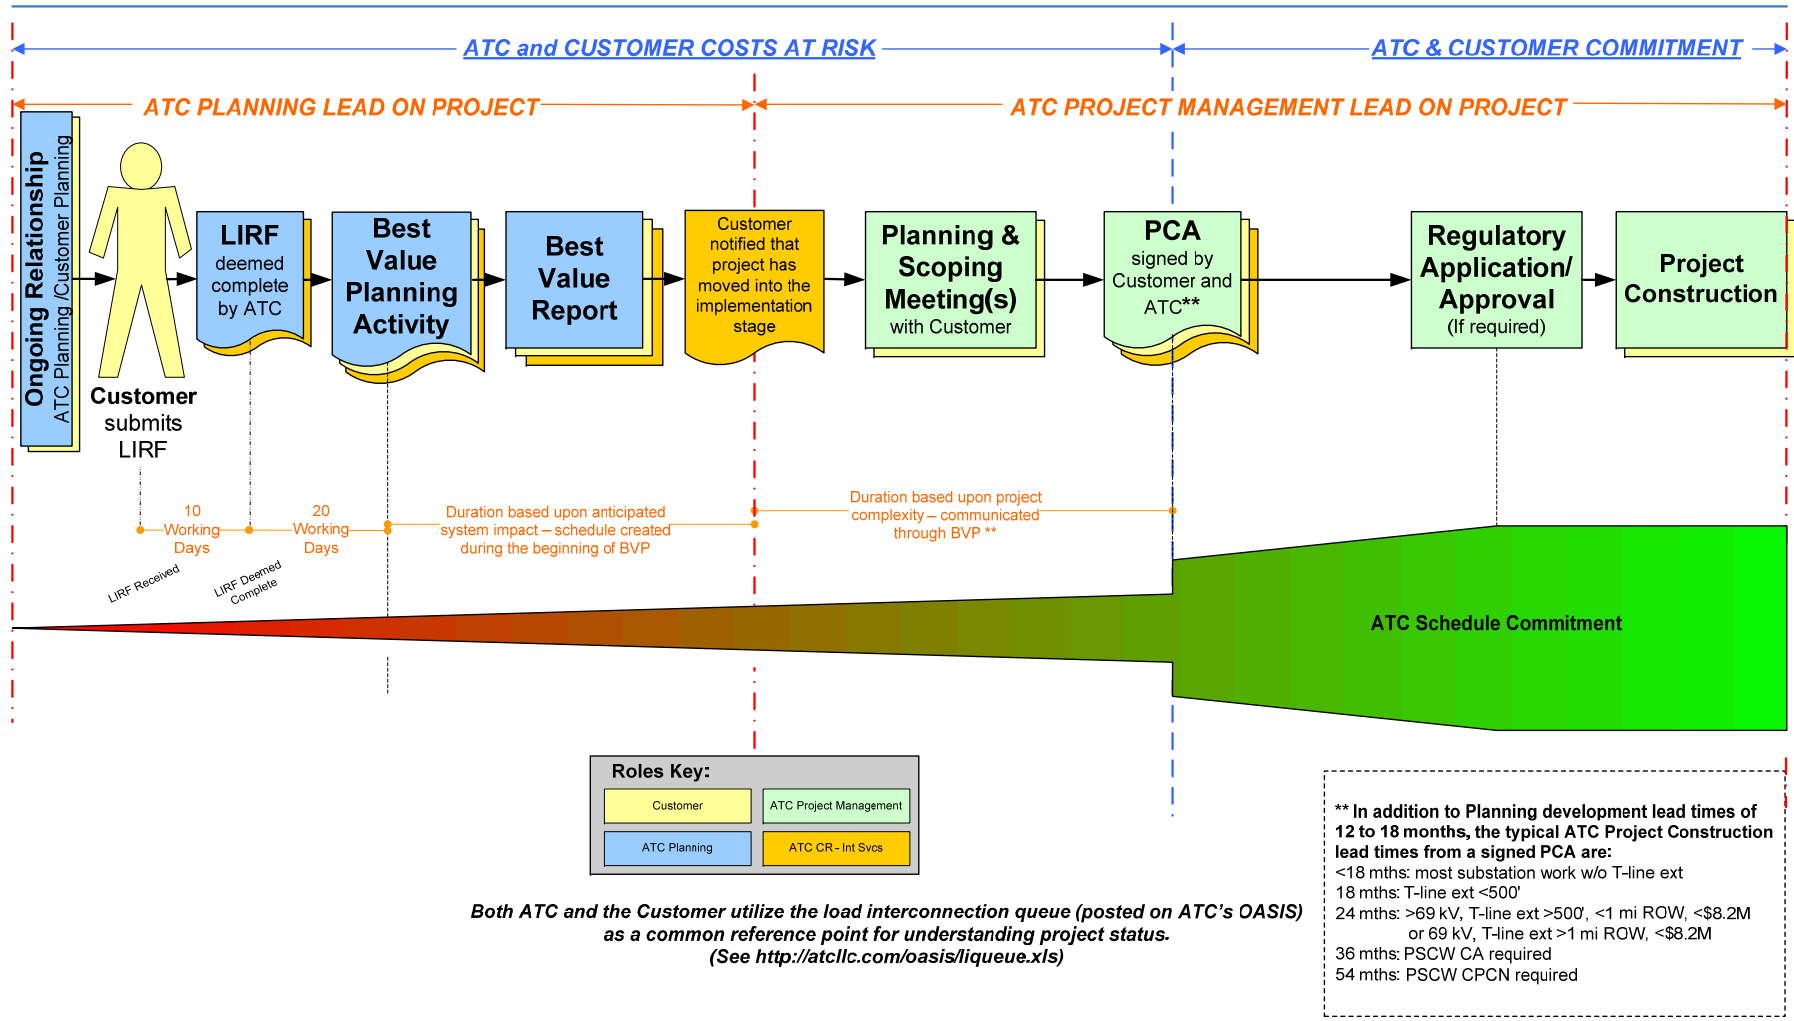 ATC and CUSTOMER COSTS AT RISK
ATC & CUSTOMER COMMITMENT
ATC PLANNING LEAD ON PROJECT
ATC PROJECT MANAGEMENT LEAD ON PROJECT
Ongoing Relationship
ATC Planning /Customer Planning
Customer
submits
LIRF
LIRF
deemed
complete
by ATC
Best
Value
Planning
Activity
Best
Value
Report
Customer
notified that
project has
moved into the
implementation
stage
Planning &
Scoping
Meeting(s)
with Customer
PCA
signed by
Customer and
ATC**
Regulatory
Application/
Approval
(If required)
Project
Construction
10
Working
Days
20
Working
Days
Duration based upon anticipated
system impact – schedule created
during the beginning of BVP
Duration based upon project
complexity – communicated
through BVP **
LIRF Received
LIRF Deemed
Complete
ATC Schedule Commitment
Roles Key:
Customer
ATC Project Management
ATC Planning
ATC CR – Int Svcs
Both ATC and the Customer utilize the load interconnection queue (posted on ATC's OASIS)
as a common reference point for understanding project status.
(See http://atcllc.com/oasis/liqueue.xls)
** In addition to Planning development lead times of
12 to 18 months, the typical ATC Project Construction
lead times from a signed PCA are:
<18 mths: most substation work w/o T-line ext
18 mths: T-line ext <500'
24 mths: >69 kV, T-line ext >500', <1 mi ROW, <$8.2M
or 69 kV, T-line ext >1 mi ROW, <$8.2M
36 mths: PSCW CA required
54 mths: PSCW CPCN required